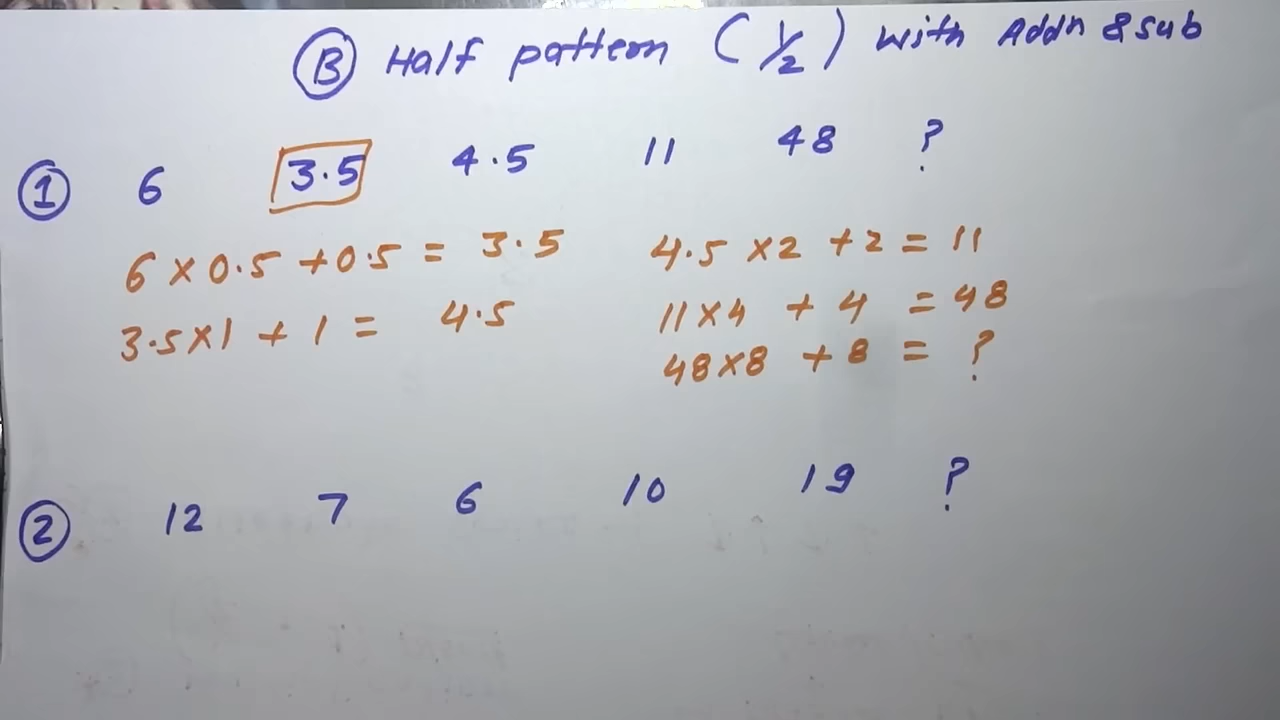 B Half pattern (1/2) with Addn & sub
1 6 3.5 4.5 11 48 ?
6 × 0.5 + 0.5 = 3.5 4.5 × 2 + 2 = 11
3.5 × 1 + 1 = 4.5 11 × 4 + 4 = 48
48 × 8 + 8 = ?
2 12 7 6 10 19 ?